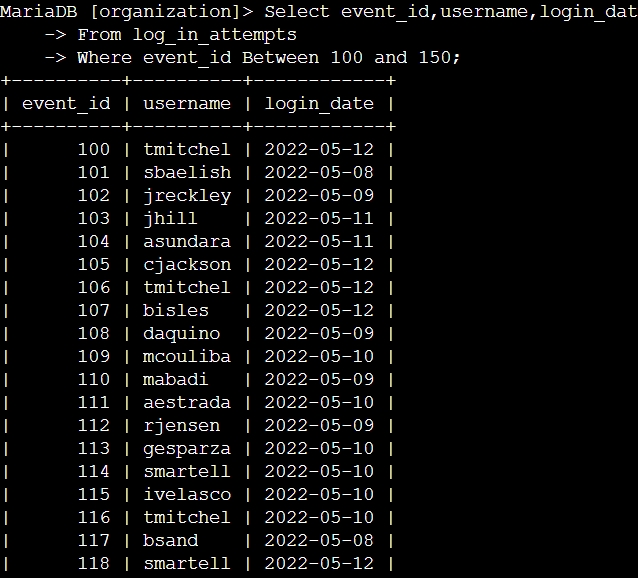 MariaDB [organization]> Select event_id,username,login_dat
    -> From log_in_attempts
    -> Where event_id Between 100 and 150;
+----------+----------+------------+
| event_id | username | login_date |
+----------+----------+------------+
|      100 | tmitchel | 2022-05-12 |
|      101 | sbaelish | 2022-05-08 |
|      102 | jreckley | 2022-05-09 |
|      103 | jhill    | 2022-05-11 |
|      104 | asundara | 2022-05-11 |
|      105 | cjackson | 2022-05-12 |
|      106 | tmitchel | 2022-05-12 |
|      107 | bisles   | 2022-05-12 |
|      108 | daquino  | 2022-05-09 |
|      109 | mcouliba | 2022-05-10 |
|      110 | mabadi   | 2022-05-09 |
|      111 | aestrada | 2022-05-10 |
|      112 | rjensen  | 2022-05-09 |
|      113 | gesparza | 2022-05-10 |
|      114 | smartell | 2022-05-10 |
|      115 | ivelasco | 2022-05-10 |
|      116 | tmitchel | 2022-05-10 |
|      117 | bsand    | 2022-05-08 |
|      118 | smartell | 2022-05-12 |